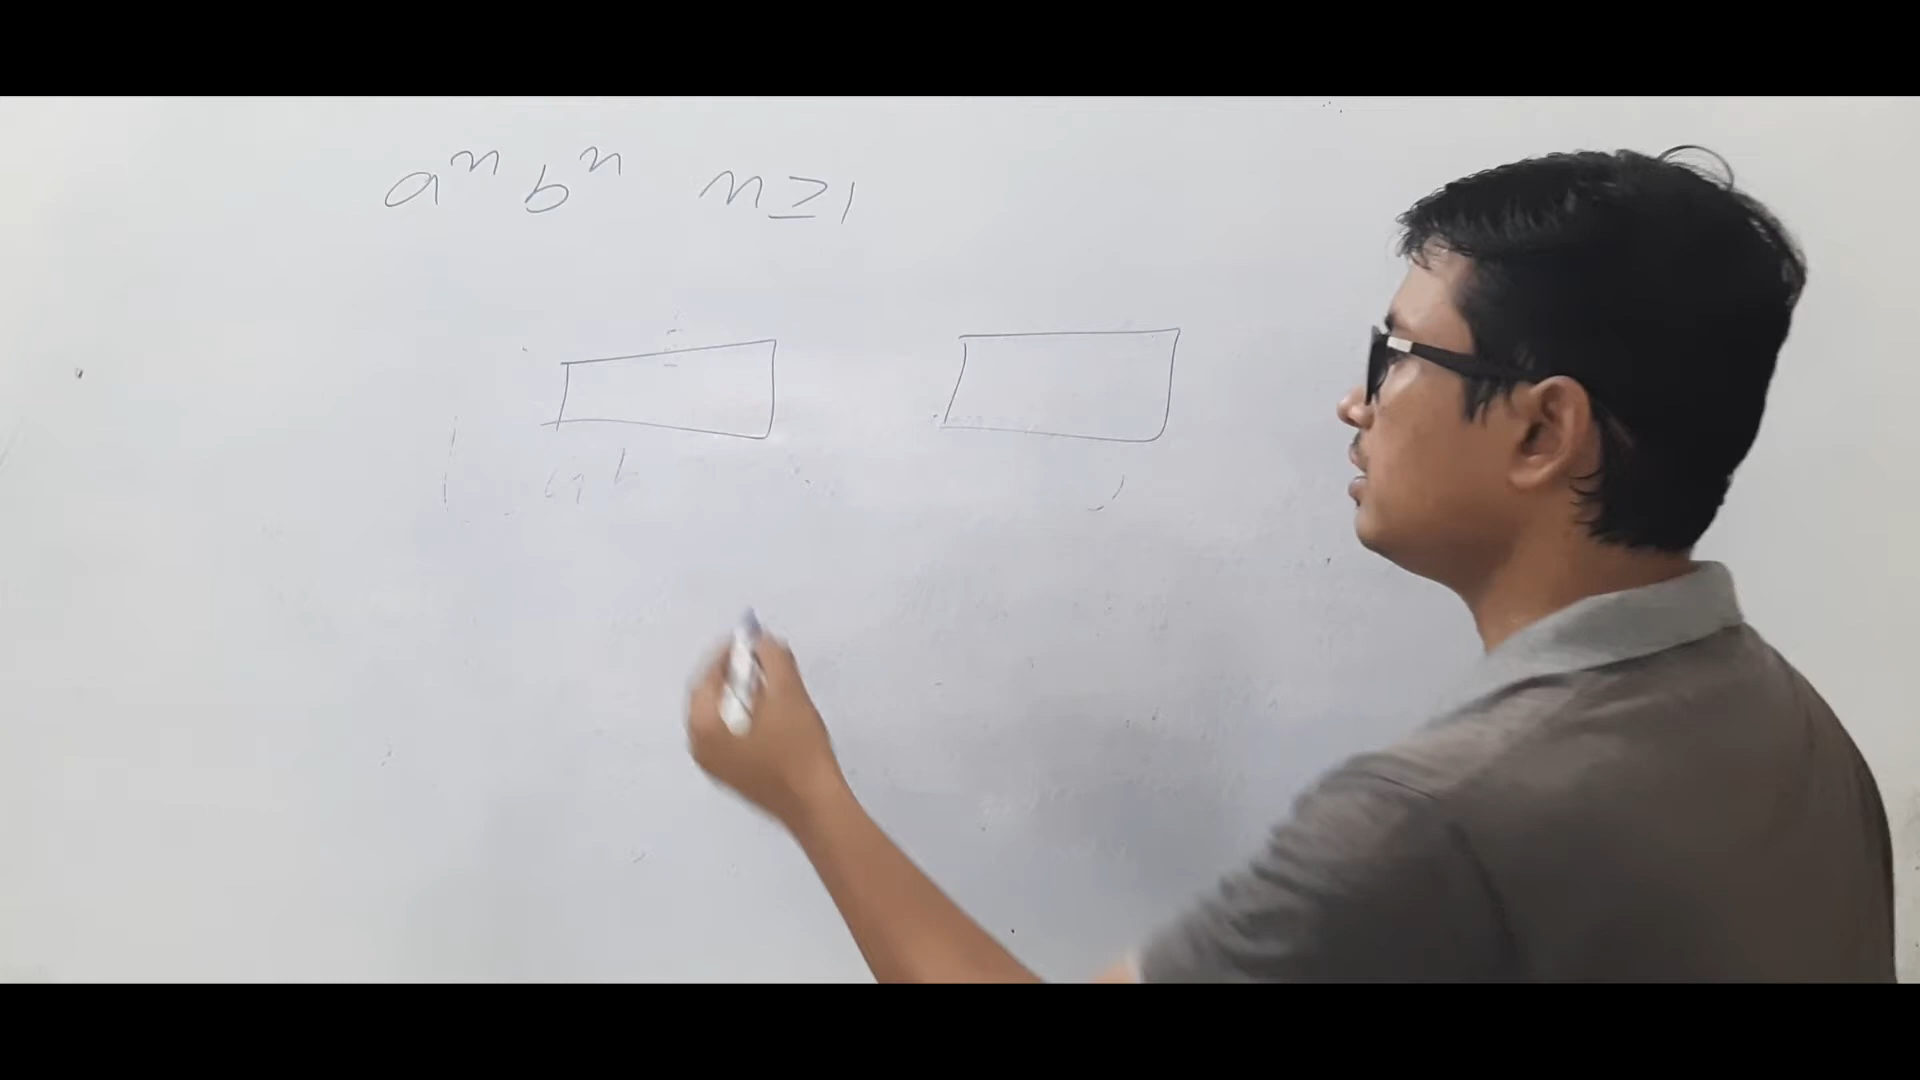 aⁿ bⁿ n ≥ 1